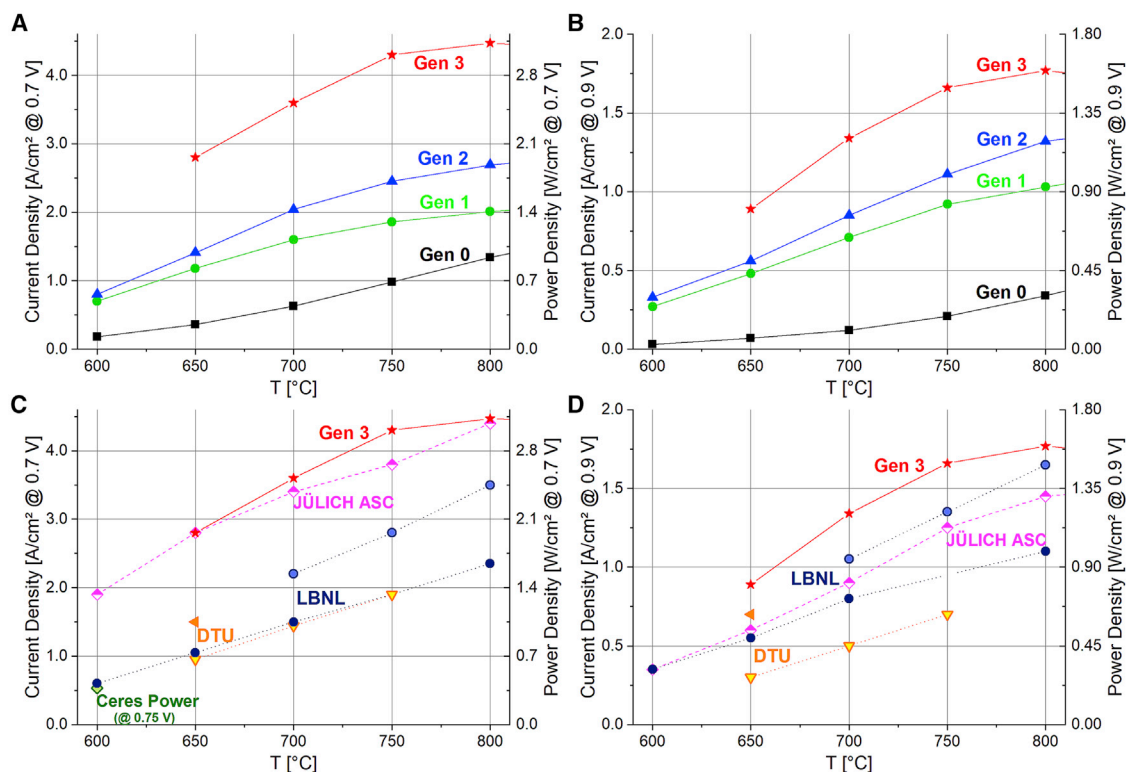 A
Current Density [A/cm² @ 0.7 V]
4.0
3.0
2.0
1.0
0.0
Gen 3
Gen 2
Gen 1
Gen 0
2.8
2.1
1.4
0.7
0.0
Power Density [W/cm² @ 0.7 V]
600 650 700 750 800
T [°C]
B
Current Density [A/cm² @ 0.9 V]
2.0
1.5
1.0
0.5
0.0
Gen 3
Gen 2
Gen 1
Gen 0
1.80
1.35
0.90
0.45
0.00
Power Density [W/cm² @ 0.9 V]
600 650 700 750 800
T [°C]
C
Current Density [A/cm² @ 0.7 V]
4.0
3.0
2.0
1.0
0.0
Gen 3
JÜLICH ASC
LBNL
DTU
Ceres Power
(@ 0.75 V)
2.8
2.1
1.4
0.7
0.0
Power Density [W/cm² @ 0.7 V]
600 650 700 750 800
T [°C]
D
Current Density [A/cm² @ 0.9 V]
2.0
1.5
1.0
0.5
0.0
Gen 3
JÜLICH ASC
LBNL
DTU
1.80
1.35
0.90
0.45
0.00
Power Density [W/cm² @ 0.9 V]
600 650 700 750 800
T [°C]